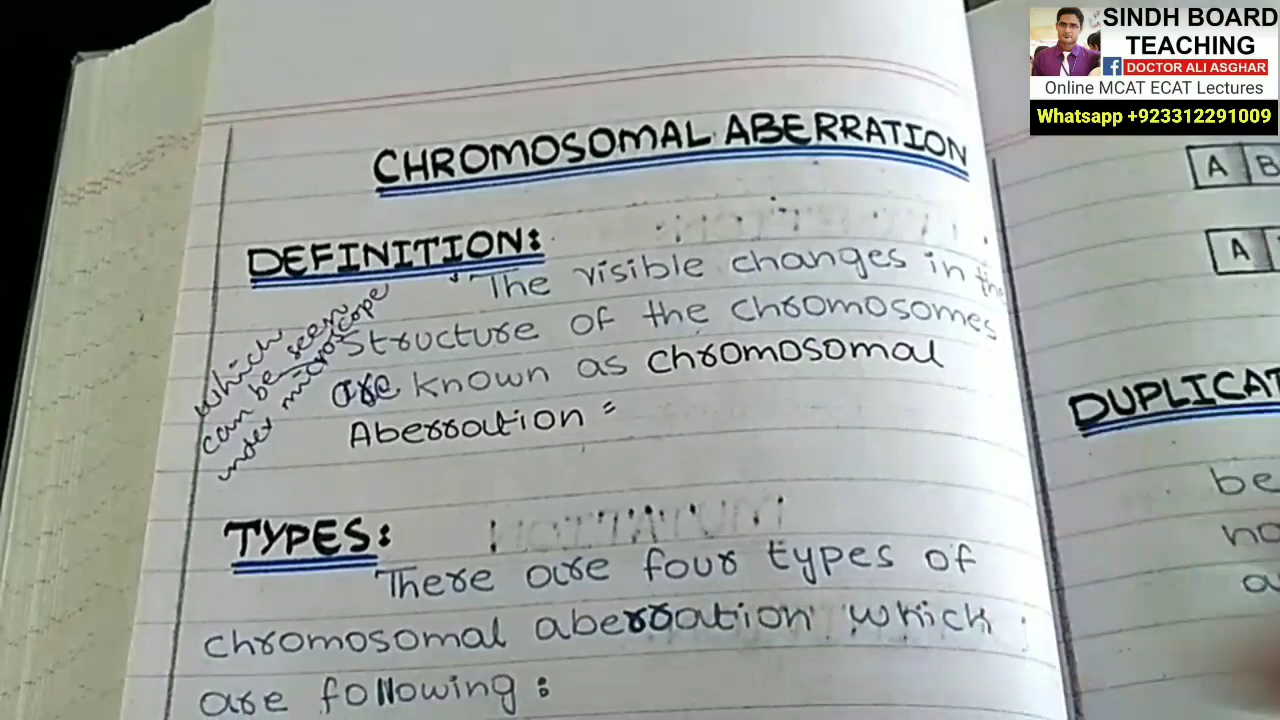 SINDH BOARD
TEACHING
f DOCTOR ALI ASGHAR
Online MCAT ECAT Lectures
Whatsapp +923312291009
CHROMOSOMAL ABERRATION
DEFINITION:
The visible changes in the
Structure of the chromosomes
are known as chromosomal
Aberration =
which
can be seen
under microscope
TYPES:
There are four types of
chromosomal aberration which
are following:
A B
A
DUPLICAT
be
no
a